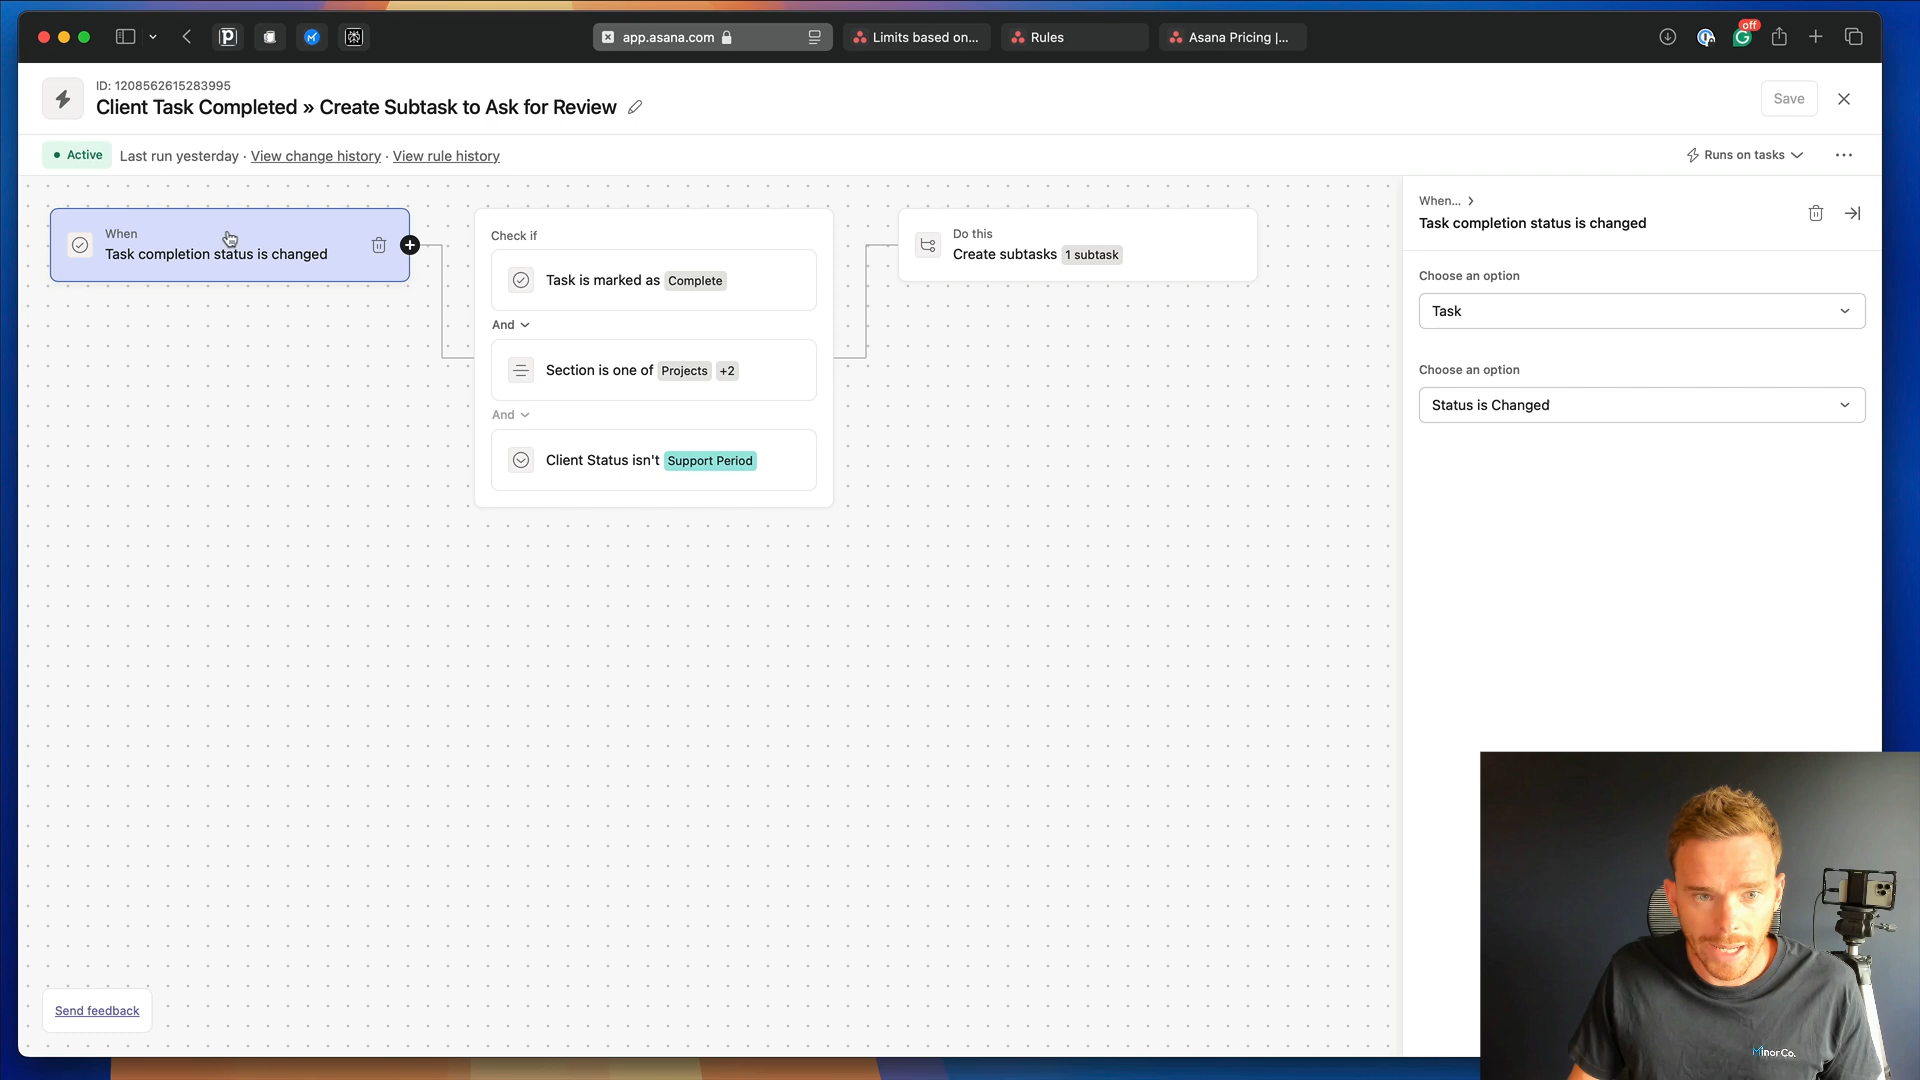 app.asana.com
Limits based on...
Rules
Asana Pricing |...
off
ID: 1208562615283995
Client Task Completed » Create Subtask to Ask for Review
Save
Active
Last run yesterday · View change history · View rule history
Runs on tasks
When
Task completion status is changed
Check if
Task is marked as Complete
And
Section is one of Projects +2
And
Client Status isn't Support Period
Do this
Create subtasks 1 subtask
When...
Task completion status is changed
Choose an option
Task
Choose an option
Status is Changed
Send feedback
MinorCo.